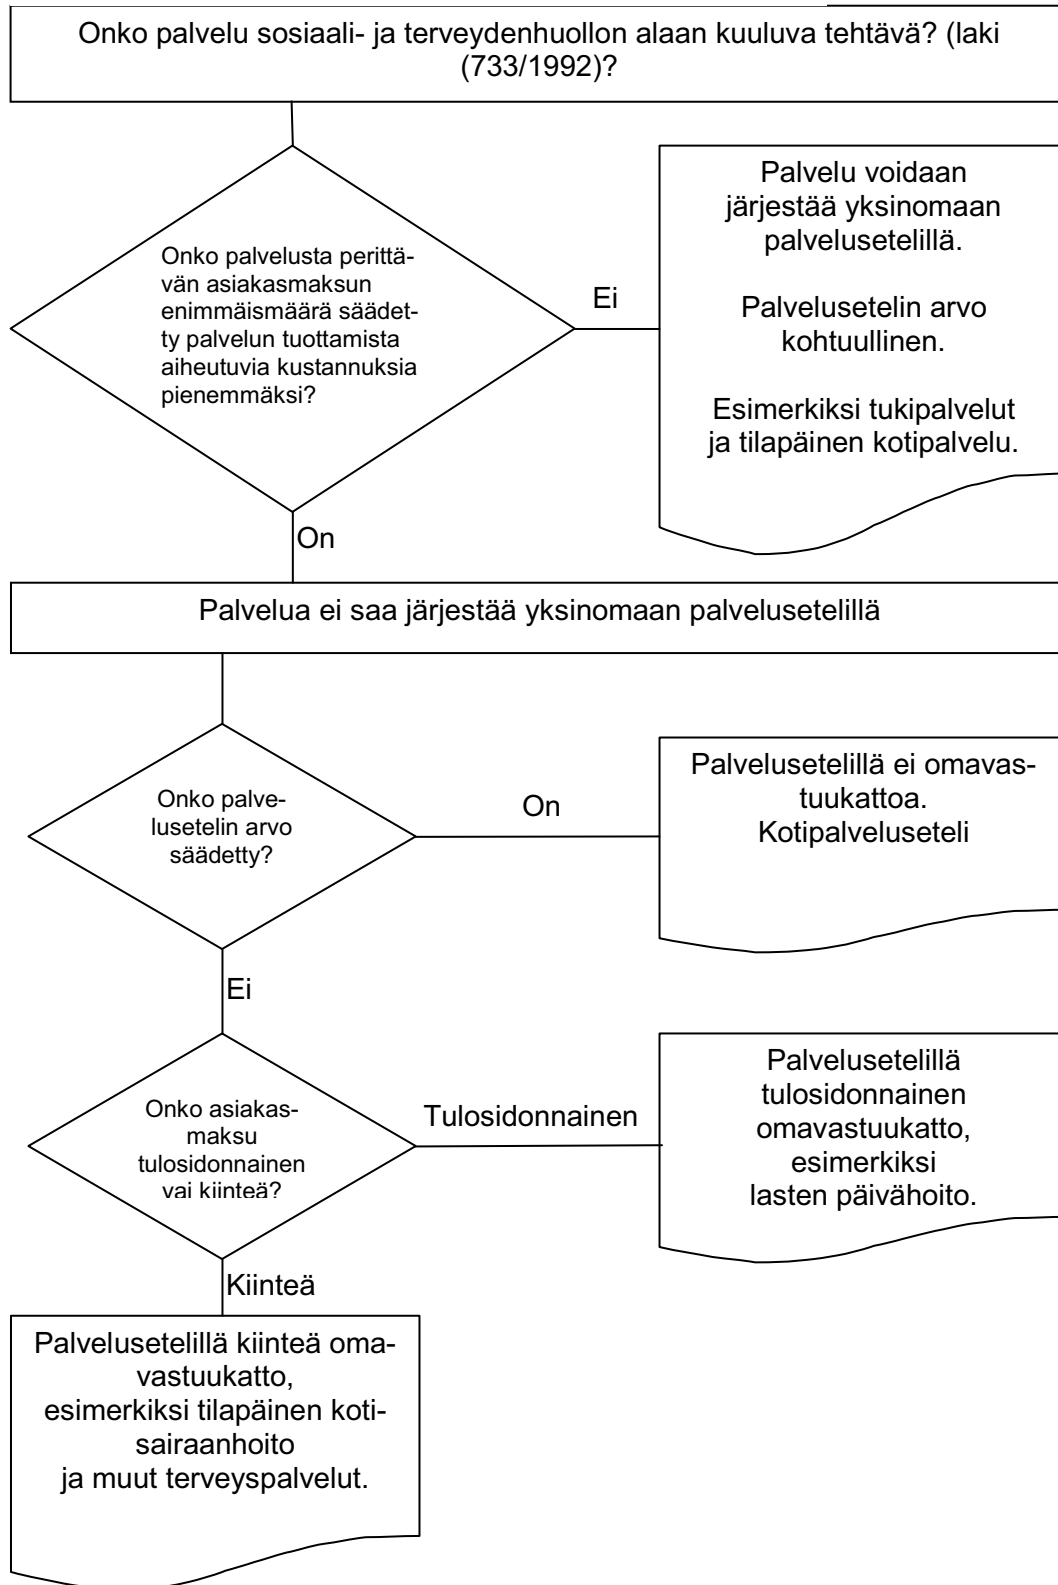 Onko palvelu sosiaali- ja terveydenhuollon alaan kuuluva tehtävä? (laki
(733/1992)?
Onko palvelusta perittä-
vän asiakasmaksun
enimmäismäärä säädet-
ty palvelun tuottamista
aiheutuvia kustannuksia
pienemmäksi?
Ei
Palvelu voidaan
järjestää yksinomaan
palvelusetelillä.
Palvelusetelin arvo
kohtuullinen.
Esimerkiksi tukipalvelut
ja tilapäinen kotipalvelu.
On
Palvelua ei saa järjestää yksinomaan palvelusetelillä
Onko palve-
lusetelin arvo
säädetty?
On
Palvelusetelillä ei omavas-
tuukattoa.
Kotipalveluseteli
Ei
Onko asiakas-
maksu
tulosidonnainen
vai kiinteä?
Tulosidonnainen
Palvelusetelillä
tulosidonnainen
omavastuukatto,
esimerkiksi
lasten päivähoito.
Kiinteä
Palvelusetelillä kiinteä oma-
vastuukatto,
esimerkiksi tilapäinen koti-
sairaanhoito
ja muut terveyspalvelut.